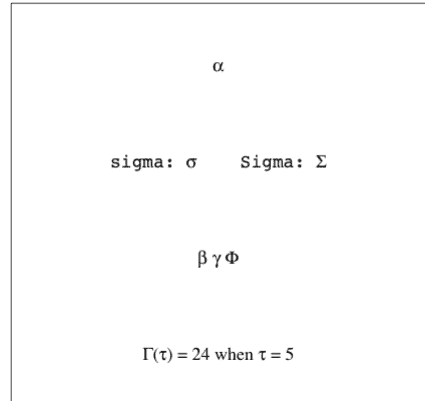 α
sigma: σ Sigma: Σ
β γ Φ
Γ(τ) = 24 when τ = 5